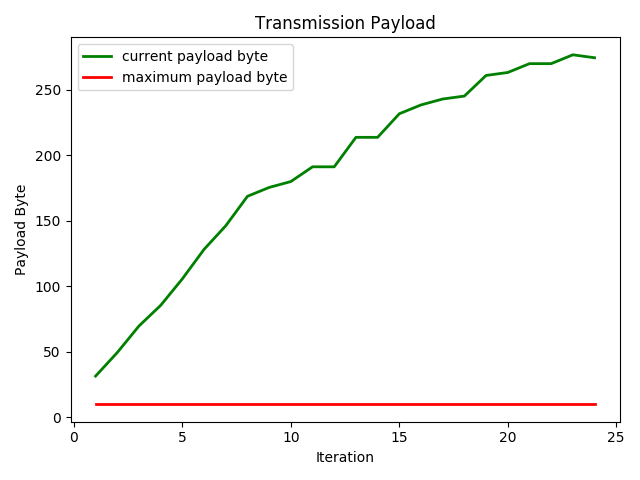 Transmission Payload
current payload byte
maximum payload byte
Payload Byte
250
200
150
100
50
0
0 5 10 15 20 25
Iteration